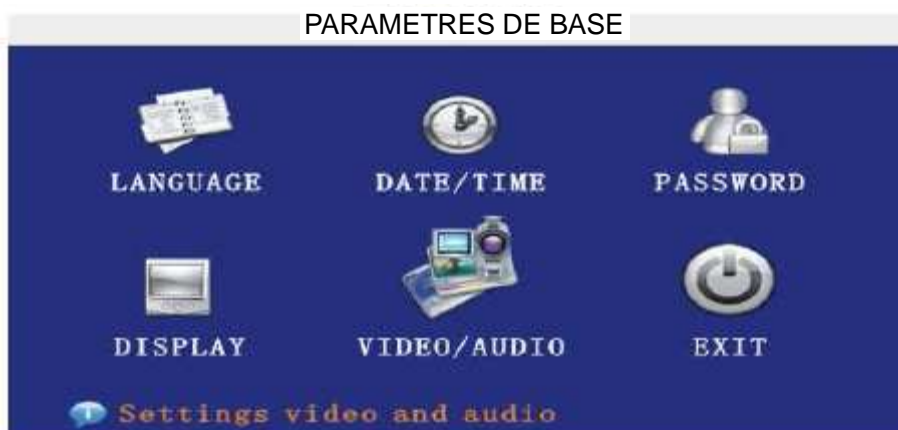 PARAMETRES DE BASE
LANGUAGE DATE/TIME PASSWORD
DISPLAY VIDEO/AUDIO EXIT
Settings video and audio